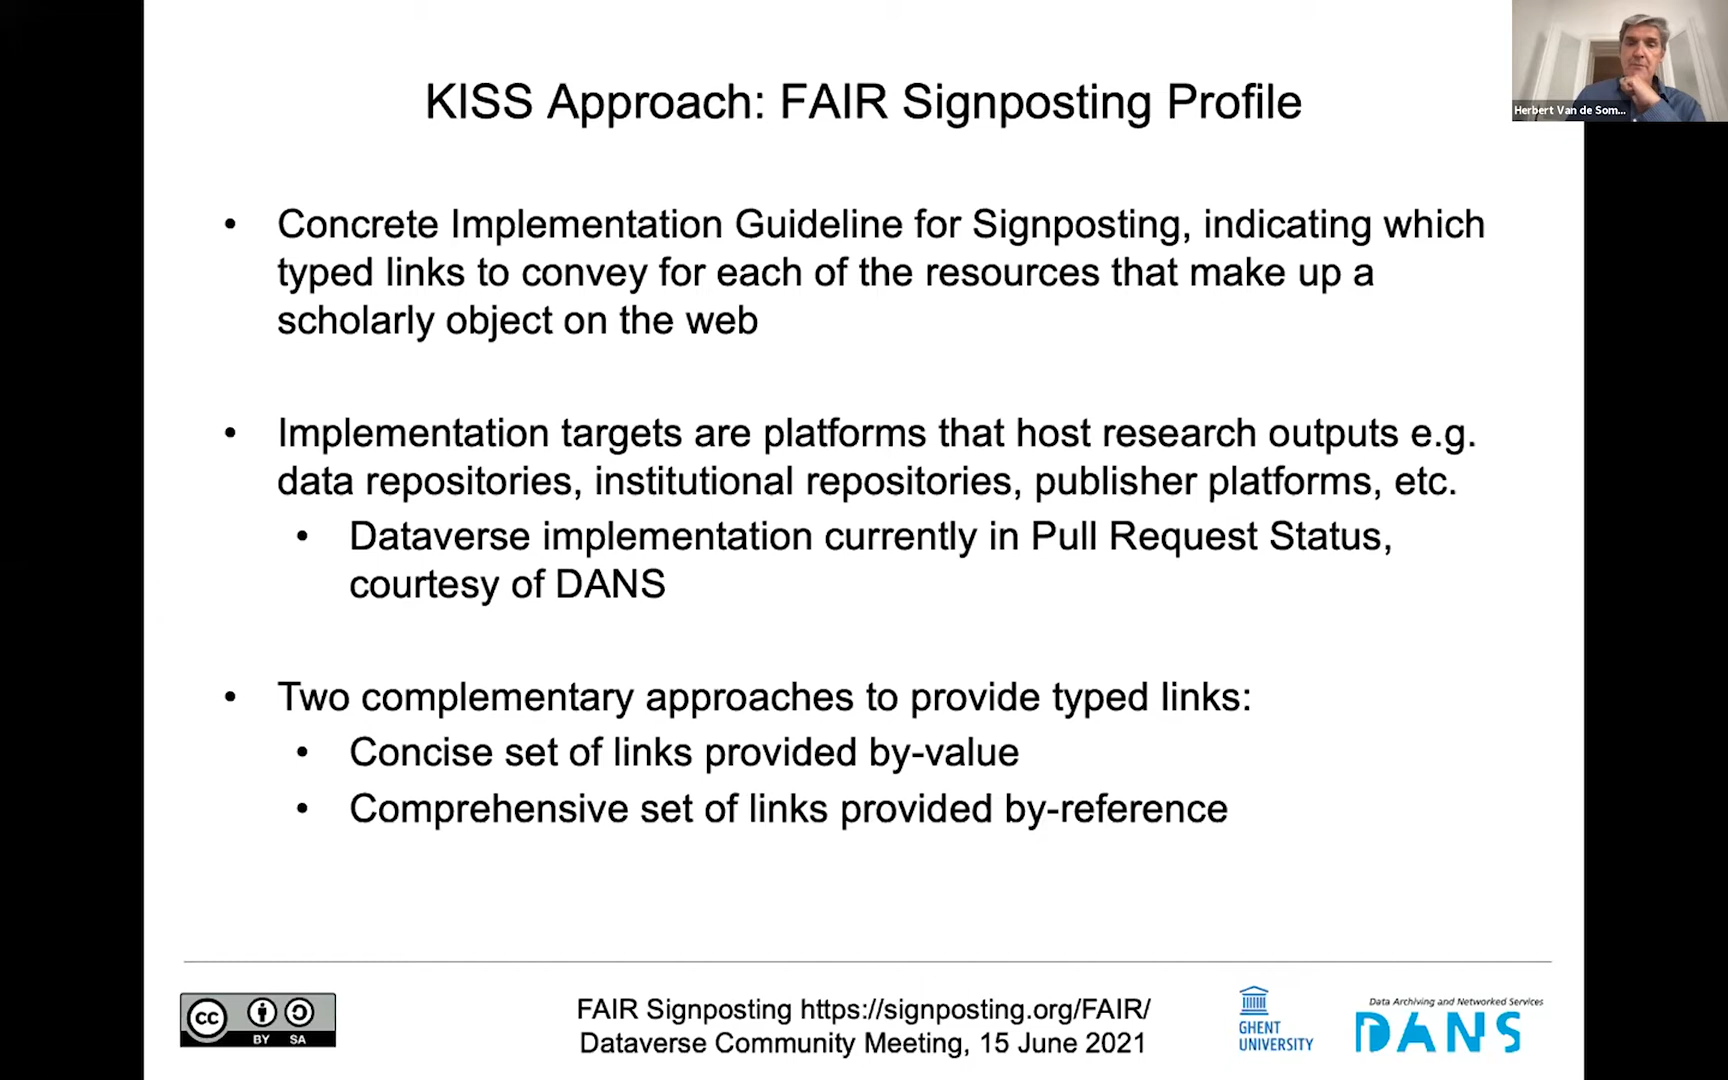 KISS Approach: FAIR Signposting Profile
Herbert Van de Som...
• Concrete Implementation Guideline for Signposting, indicating which
typed links to convey for each of the resources that make up a
scholarly object on the web
• Implementation targets are platforms that host research outputs e.g.
data repositories, institutional repositories, publisher platforms, etc.
• Dataverse implementation currently in Pull Request Status,
courtesy of DANS
• Two complementary approaches to provide typed links:
• Concise set of links provided by-value
• Comprehensive set of links provided by-reference
cc
BY SA
FAIR Signposting https://signposting.org/FAIR/
Dataverse Community Meeting, 15 June 2021
GHENT
UNIVERSITY
Data Archiving and Networked Services
DANS